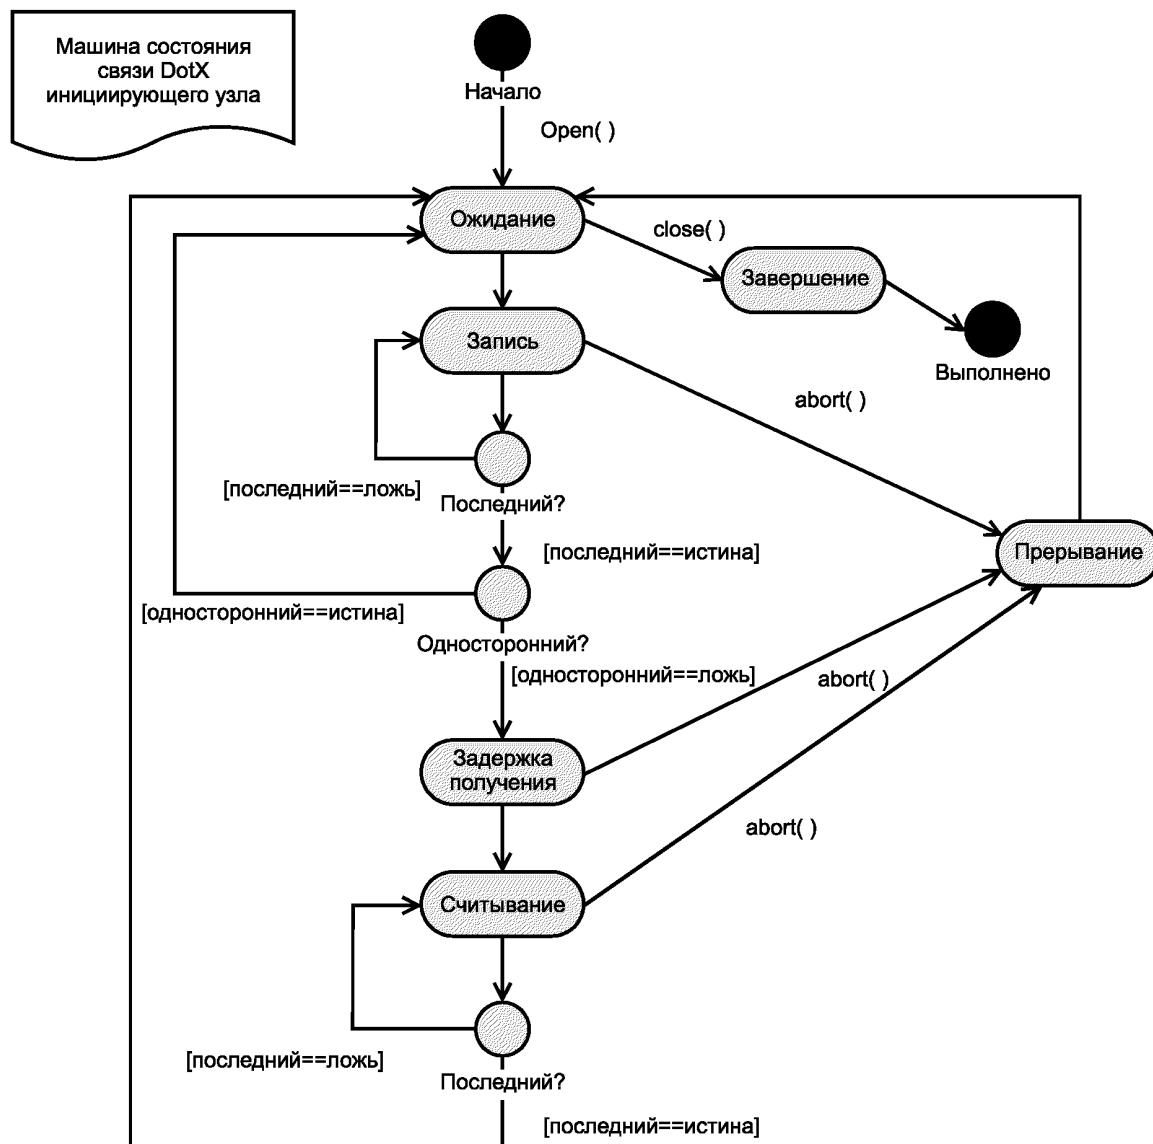 Машина состояния
связи DotX
инициирующего узла
Начало
Open( )
Ожидание
close( )
Завершение
Запись
Выполнено
abort( )
[последний==ложь]
Последний?
[последний==истина]
Прерывание
[односторонний==истина]
Односторонний?
[односторонний==ложь]
abort( )
Задержка
получения
abort( )
Считывание
[последний==ложь]
Последний?
[последний==истина]